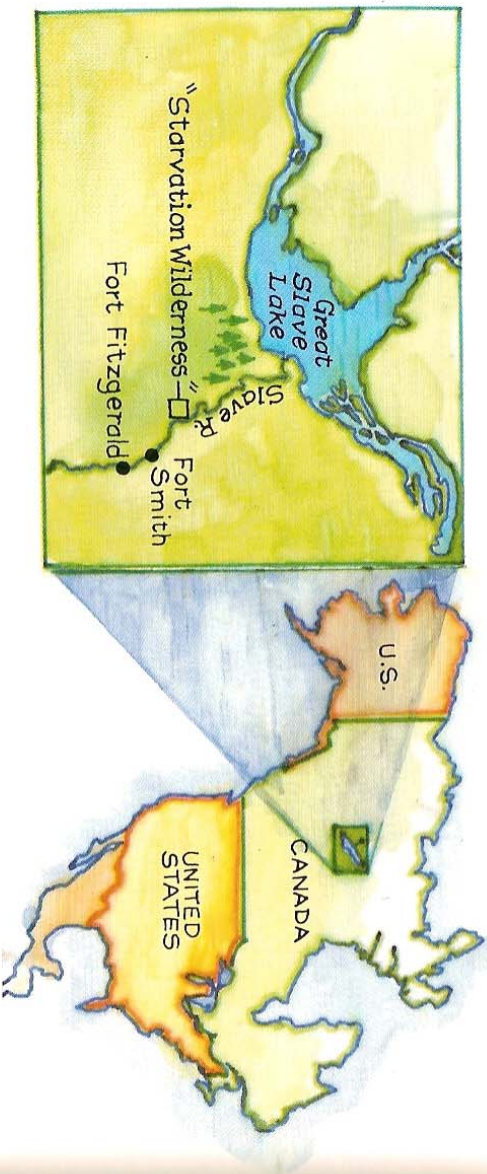 Great
Slave
Lake
"Starvation Wilderness"
Slave R.
Fort
Smith
Fort Fitzgerald
U.S.
CANADA
UNITED
STATES